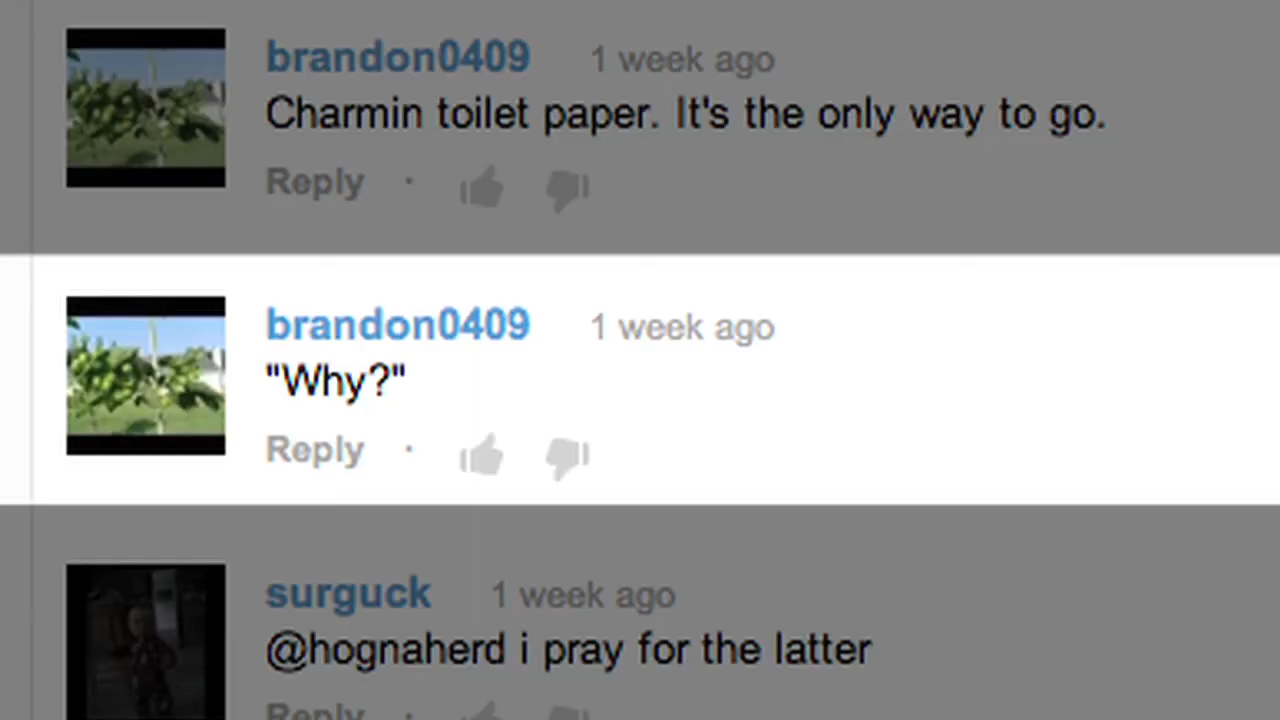 brandon0409 1 week ago
Charmin toilet paper. It's the only way to go.
Reply ·
brandon0409 1 week ago
"Why?"
Reply ·
surguck 1 week ago
@hognaherd i pray for the latter
Reply ·